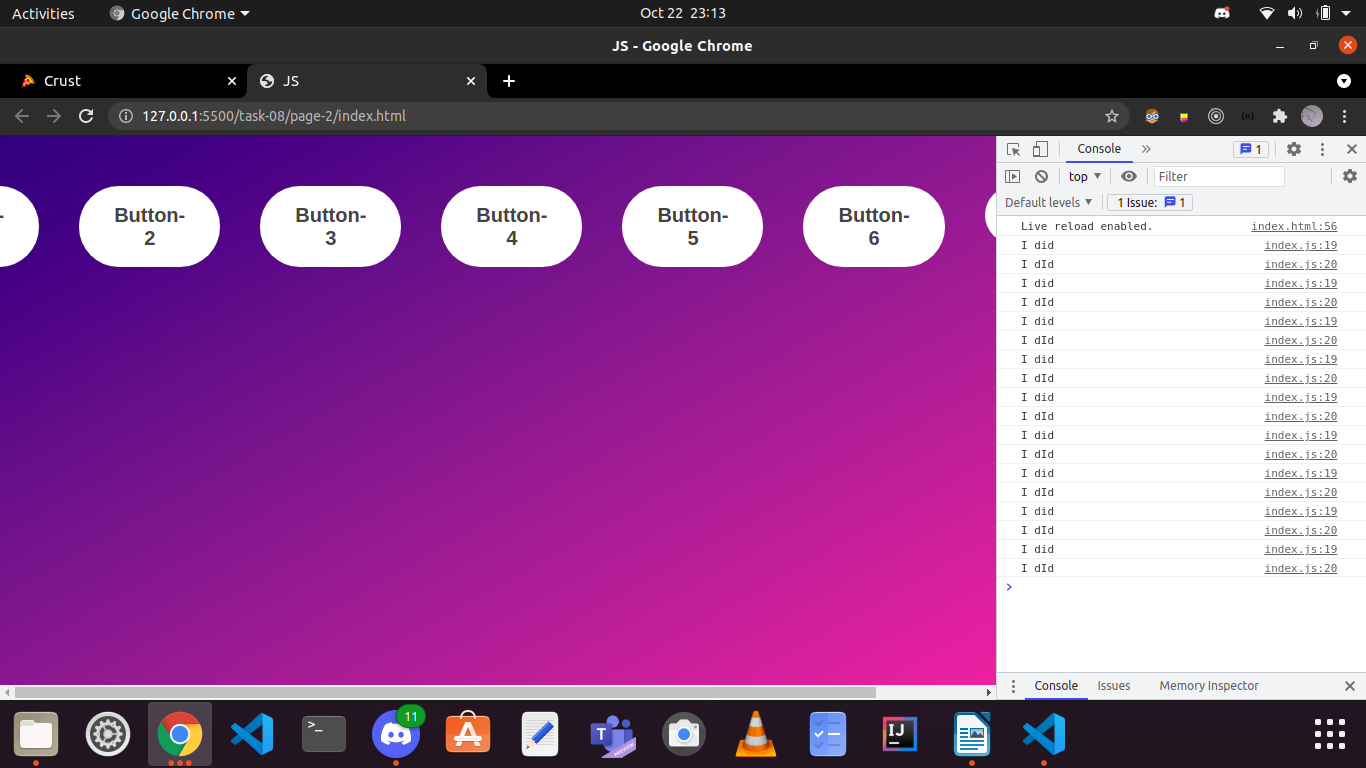 Activities
Google Chrome
Oct 22 23:13
JS - Google Chrome
Crust
JS
127.0.0.1:5500/task-08/page-2/index.html
Button-
2
Button-
3
Button-
4
Button-
5
Button-
6
Console
1
top
Filter
Default levels
1 Issue: 1
Live reload enabled. index.html:56
I did index.js:19
I dId index.js:20
I did index.js:19
I dId index.js:20
I did index.js:19
I dId index.js:20
I did index.js:19
I dId index.js:20
I did index.js:19
I dId index.js:20
I did index.js:19
I dId index.js:20
I did index.js:19
I dId index.js:20
I did index.js:19
I dId index.js:20
I did index.js:19
I dId index.js:20
Console Issues Memory Inspector
>_
11
T
PREVIEW
A
IJ